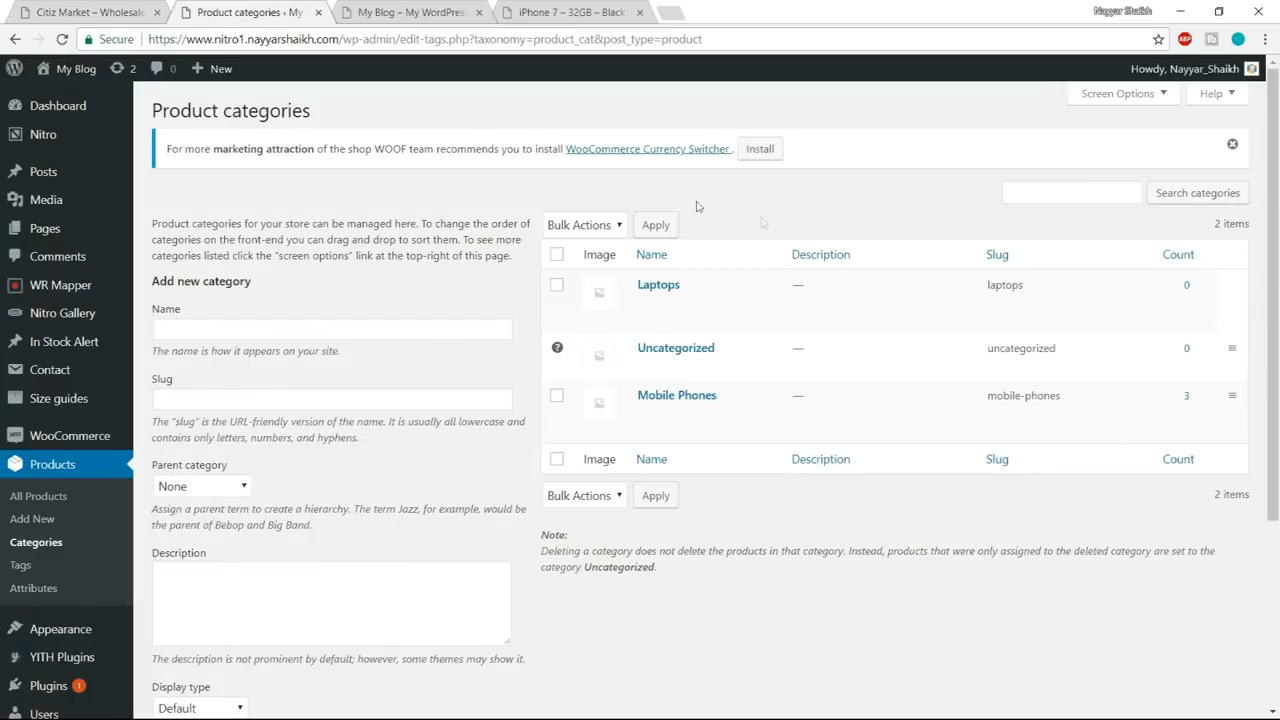 Citiz Market – Wholesale
Product categories ‹ My
My Blog – My WordPress
iPhone 7 – 32GB – Black
Nayyar Shaikh
Secure
https://www.nitro1.nayyarshaikh.com/wp-admin/edit-tags.php?taxonomy=product_cat&post_type=product
ABP
My Blog
2
0
New
Howdy, Nayyar_Shaikh
Dashboard
Nitro
Posts
Media
Pages
Comments
WR Mapper
Nitro Gallery
In Stock Alert
Contact
Size guides
WooCommerce
Products
All Products
Add New
Categories
Tags
Attributes
Appearance
YITH Plugins
Plugins 1
Users
Screen Options
Help
Product categories
For more marketing attraction of the shop WOOF team recommends you to install WooCommerce Currency Switcher . Install
Search categories
Product categories for your store can be managed here. To change the order of
categories on the front-end you can drag and drop to sort them. To see more
categories listed click the "screen options" link at the top-right of this page.
Add new category
Name
The name is how it appears on your site.
Slug
The "slug" is the URL-friendly version of the name. It is usually all lowercase and
contains only letters, numbers, and hyphens.
Parent category
None
Assign a parent term to create a hierarchy. The term Jazz, for example, would be
the parent of Bebop and Big Band.
Description
The description is not prominent by default; however, some themes may show it.
Display type
Default
Bulk Actions Apply
2 items
Image Name Description Slug Count
Laptops — laptops 0
Uncategorized — uncategorized 0
Mobile Phones — mobile-phones 3
Image Name Description Slug Count
Bulk Actions Apply
2 items
Note:
Deleting a category does not delete the products in that category. Instead, products that were only assigned to the deleted category are set to the
category Uncategorized.